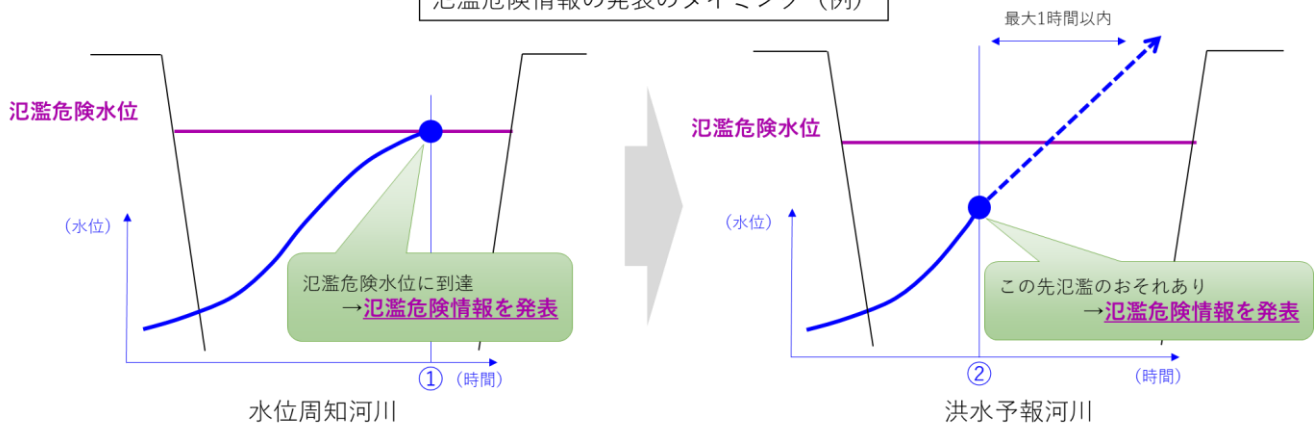 氾濫危険情報の発表のタイミング（例）
最大1時間以内
氾濫危険水位
（水位）
氾濫危険水位に到達
→氾濫危険情報を発表
①
（時間）
水位周知河川
氾濫危険水位
（水位）
この先氾濫のおそれあり
→氾濫危険情報を発表
②
（時間）
洪水予報河川